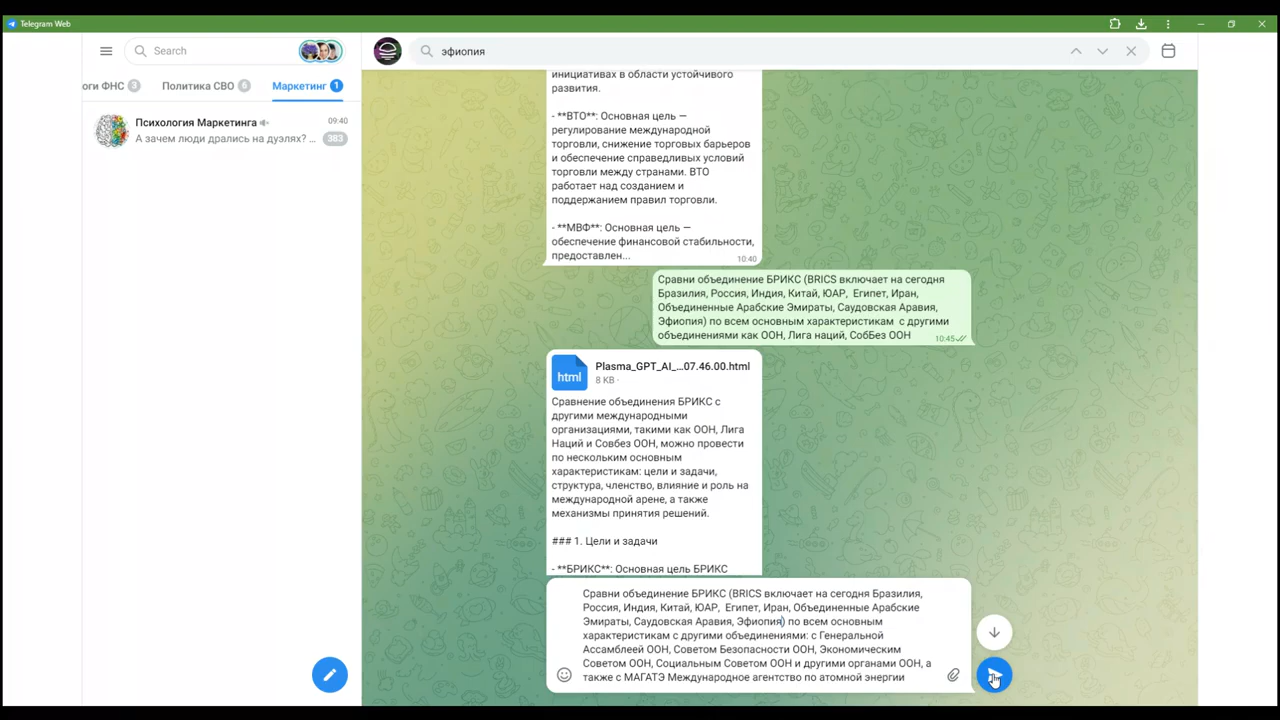 Telegram Web
Search
эфиопия
оги ФНС 3
Политика СВО 6
Маркетинг 1
Психология Маркетинга
09:40
А зачем люди дрались на дуэлях? ...
383
инициативах в области устойчивого
развития.
- **ВТО**: Основная цель —
регулирование международной
торговли, снижение торговых барьеров
и обеспечение справедливых условий
торговли между странами. ВТО
работает над созданием и
поддержанием правил торговли.
- **МВФ**: Основная цель —
обеспечение финансовой стабильности,
предоставлен...
10:40
Сравни объединение БРИКС (BRICS включает на сегодня
Бразилия, Россия, Индия, Китай, ЮАР,  Египет, Иран,
Объединенные Арабские Эмираты, Саудовская Аравия,
Эфиопия) по всем основным характеристикам  с другими
объединениями как ООН, Лига наций, СобБез ООН
10:45
html
Plasma_GPT_AI_...07.46.00.html
8 KB ·
Сравнение объединения БРИКС с
другими международными
организациями, такими как ООН, Лига
Наций и Совбез ООН, можно провести
по нескольким основным
характеристикам: цели и задачи,
структура, членство, влияние и роль на
международной арене, а также
механизмы принятия решений.
### 1. Цели и задачи
- **БРИКС**: Основная цель БРИКС
Сравни объединение БРИКС (BRICS включает на сегодня Бразилия,
Россия, Индия, Китай, ЮАР,  Египет, Иран, Объединенные Арабские
Эмираты, Саудовская Аравия, Эфиопия) по всем основным
характеристикам с другими объединениями: с Генеральной
Ассамблеей ООН, Советом Безопасности ООН, Экономическим
Советом ООН, Социальным Советом ООН и другими органами ООН, а
также с МАГАТЭ Международное агентство по атомной энергии